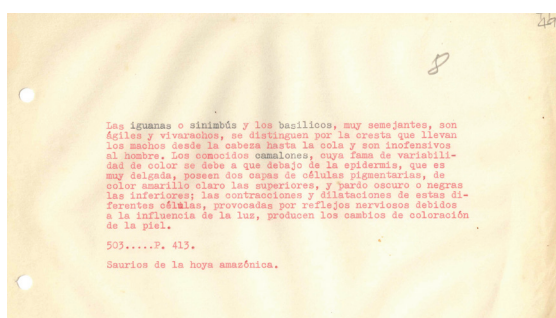 44
8
Las iguanas o sinimbús y los basilicos, muy semejantes, son
ágiles y vivarachos, se distinguen por la cresta que llevan
los machos desde la cabeza hasta la cola y son inofensivos
al hombre. Los conocidos camalones, cuya fama de variabili-
dad de color se debe a que debajo de la epidermis, que es
muy delgada, poseen dos capas de células pigmentarias, de
color amarillo claro las superiores, y pardo oscuro o negras
las inferiores; las contracciones y dilataciones de estas di-
ferentes células, provocadas por reflejos nerviosos debidos
a la influencia de la luz, producen los cambios de coloración
de la piel.
503.....P. 413.
Saurios de la hoya amazónica.